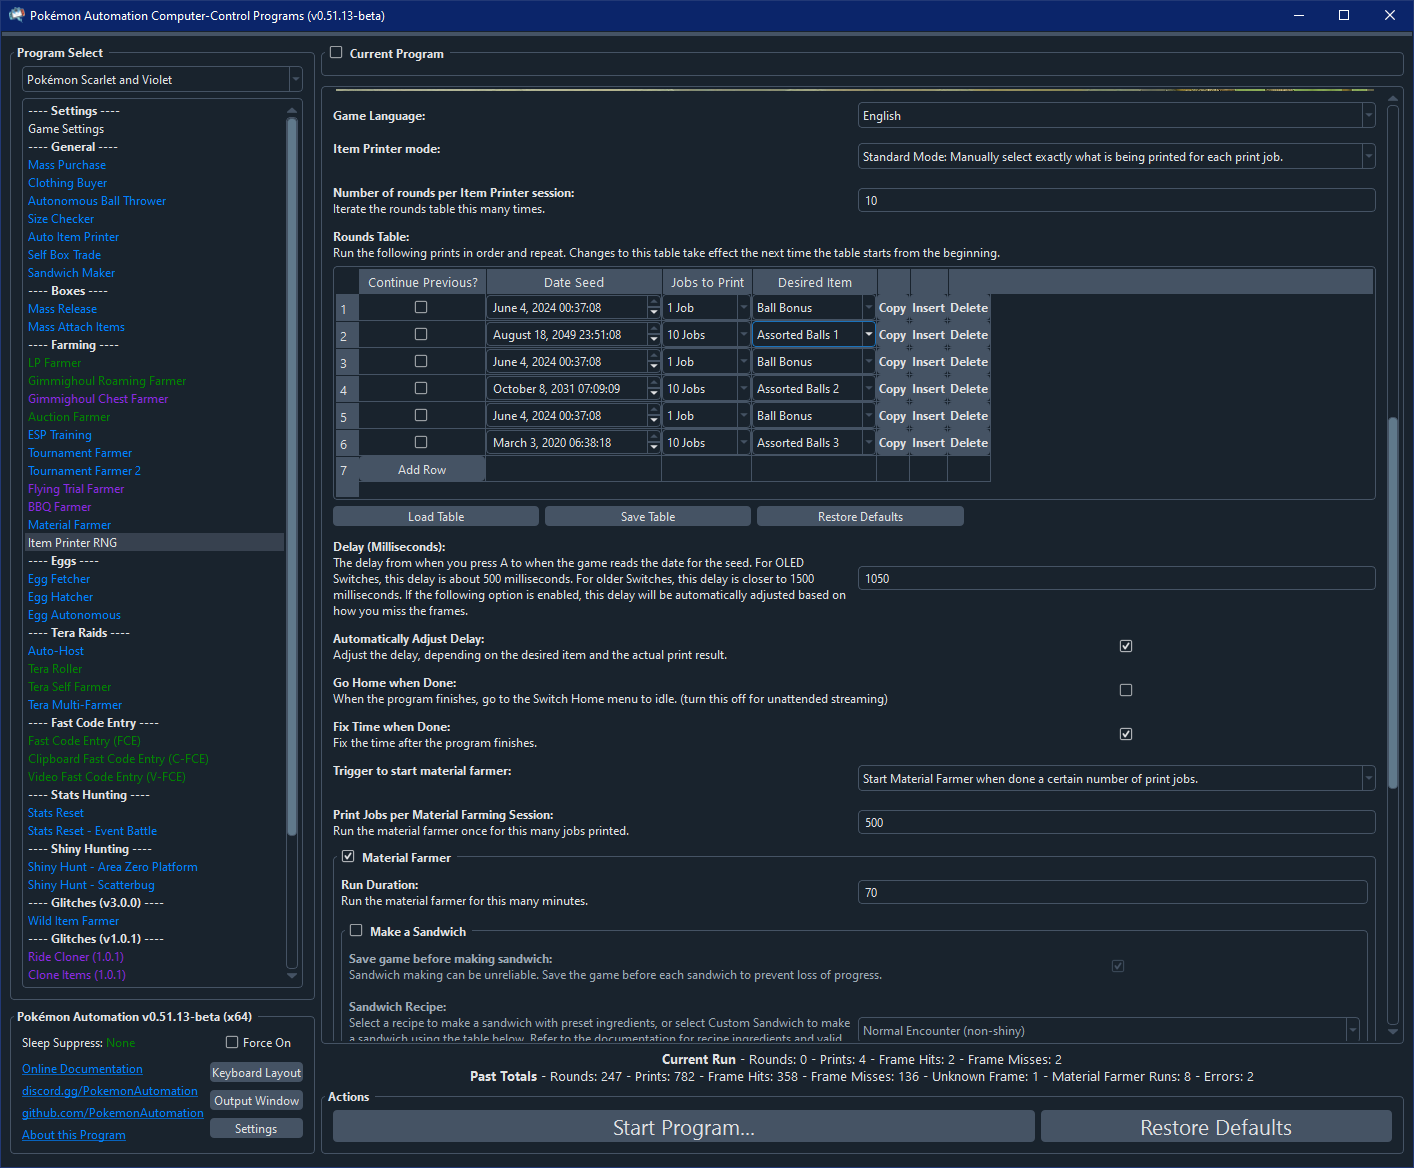 Pokémon Automation Computer-Control Programs (v0.51.13-beta)
Program Select
Pokémon Scarlet and Violet
---- Settings ----
Game Settings
---- General ----
Mass Purchase
Clothing Buyer
Autonomous Ball Thrower
Size Checker
Auto Item Printer
Self Box Trade
Sandwich Maker
---- Boxes ----
Mass Release
Mass Attach Items
---- Farming ----
LP Farmer
Gimmighoul Roaming Farmer
Gimmighoul Chest Farmer
Auction Farmer
ESP Training
Tournament Farmer
Tournament Farmer 2
Flying Trial Farmer
BBQ Farmer
Material Farmer
Item Printer RNG
---- Eggs ----
Egg Fetcher
Egg Hatcher
Egg Autonomous
---- Tera Raids ----
Auto-Host
Tera Roller
Tera Self Farmer
Tera Multi-Farmer
---- Fast Code Entry ----
Fast Code Entry (FCE)
Clipboard Fast Code Entry (C-FCE)
Video Fast Code Entry (V-FCE)
---- Stats Hunting ----
Stats Reset
Stats Reset - Event Battle
---- Shiny Hunting ----
Shiny Hunt - Area Zero Platform
Shiny Hunt - Scatterbug
---- Glitches (v3.0.0) ----
Wild Item Farmer
---- Glitches (v1.0.1) ----
Ride Cloner (1.0.1)
Clone Items (1.0.1)
Pokémon Automation v0.51.13-beta (x64)
Sleep Suppress: None
Force On
Online Documentation
Keyboard Layout
discord.gg/PokemonAutomation
Output Window
github.com/PokemonAutomation
Settings
About this Program
Current Program
Game Language:
English
Item Printer mode:
Standard Mode: Manually select exactly what is being printed for each print job.
Number of rounds per Item Printer session:
Iterate the rounds table this many times.
10
Rounds Table:
Run the following prints in order and repeat. Changes to this table take effect the next time the table starts from the beginning.
Continue Previous? Date Seed Jobs to Print Desired Item
1 June 4, 2024 00:37:08 1 Job Ball Bonus Copy Insert Delete
2 August 18, 2049 23:51:08 10 Jobs Assorted Balls 1 Copy Insert Delete
3 June 4, 2024 00:37:08 1 Job Ball Bonus Copy Insert Delete
4 October 8, 2031 07:09:09 10 Jobs Assorted Balls 2 Copy Insert Delete
5 June 4, 2024 00:37:08 1 Job Ball Bonus Copy Insert Delete
6 March 3, 2020 06:38:18 10 Jobs Assorted Balls 3 Copy Insert Delete
7 Add Row
Load Table Save Table Restore Defaults
Delay (Milliseconds):
The delay from when you press A to when the game reads the date for the seed. For OLED
Switches, this delay is about 500 milliseconds. For older Switches, this delay is closer to 1500
milliseconds. If the following option is enabled, this delay will be automatically adjusted based on
how you miss the frames.
1050
Automatically Adjust Delay:
Adjust the delay, depending on the desired item and the actual print result.
Go Home when Done:
When the program finishes, go to the Switch Home menu to idle. (turn this off for unattended streaming)
Fix Time when Done:
Fix the time after the program finishes.
Trigger to start material farmer:
Start Material Farmer when done a certain number of print jobs.
Print Jobs per Material Farming Session:
Run the material farmer once for this many jobs printed.
500
Material Farmer
Run Duration:
Run the material farmer for this many minutes.
70
Make a Sandwich
Save game before making sandwich:
Sandwich making can be unreliable. Save the game before each sandwich to prevent loss of progress.
Sandwich Recipe:
Select a recipe to make a sandwich with preset ingredients, or select Custom Sandwich to make
a sandwich using the table below. Refer to the documentation for recipe ingredients and valid
Normal Encounter (non-shiny)
Current Run - Rounds: 0 - Prints: 4 - Frame Hits: 2 - Frame Misses: 2
Past Totals - Rounds: 247 - Prints: 782 - Frame Hits: 358 - Frame Misses: 136 - Unknown Frame: 1 - Material Farmer Runs: 8 - Errors: 2
Actions
Start Program...
Restore Defaults